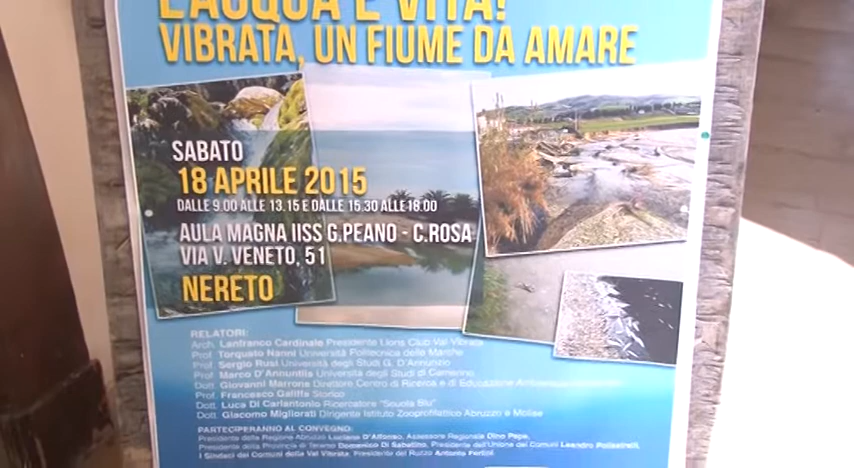 L'ACQUA È VITA!
VIBRATA, UN FIUME DA AMARE
SABATO
18 APRILE 2015
DALLE 9.00 ALLE 13.15 E DALLE 15.30 ALLE 18.00
AULA MAGNA IISS G.PEANO - C.ROSA
VIA V. VENETO, 51
NERETO
RELATORI:
Arch. Lanfranco Cardinale Presidente Lions Club Val Vibrata
Prof. Torquato Nanni Università Politecnica delle Marche
Prof. Sergio Rusi Università degli Studi G. D'Annunzio
Prof. Marco D'Annuntiis Università degli Studi di Camerino
Dott. Giovanni Marrone Direttore Centro di Ricerca e di Educazione
Prof. Francesco Galiffa Storico
Dott. Luca Di Carlantonio Ricercatore "Scuola Blu"
Dott. Giacomo Migliorati Dirigente Istituto Zooprofilattico Abruzzo e Molise
PARTECIPERANNO AL CONVEGNO:
Presidente della Regione Abruzzo Luciano D'Alfonso, Assessore Regionale Dino Pepe,
Presidente della Provincia di Teramo Domenico Di Sabatino, Presidente dell'Unione dei Comuni Leandro Pollastrelli,
I Sindaci dei Comuni della Val Vibrata, Presidente del Ruzzo Antonio Forlini